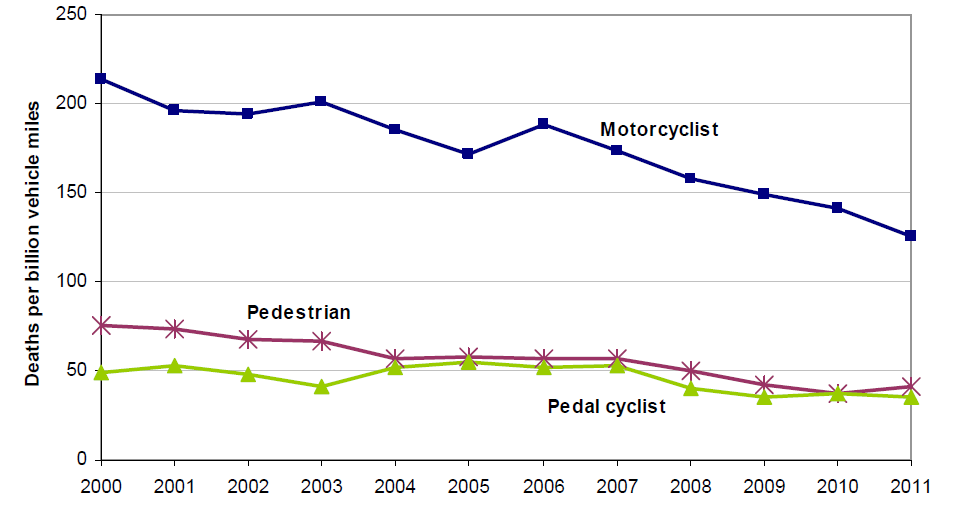 250
200
150
100
50
0
Deaths per billion vehicle miles
Motorcyclist
Pedestrian
Pedal cyclist
2000 2001 2002 2003 2004 2005 2006 2007 2008 2009 2010 2011